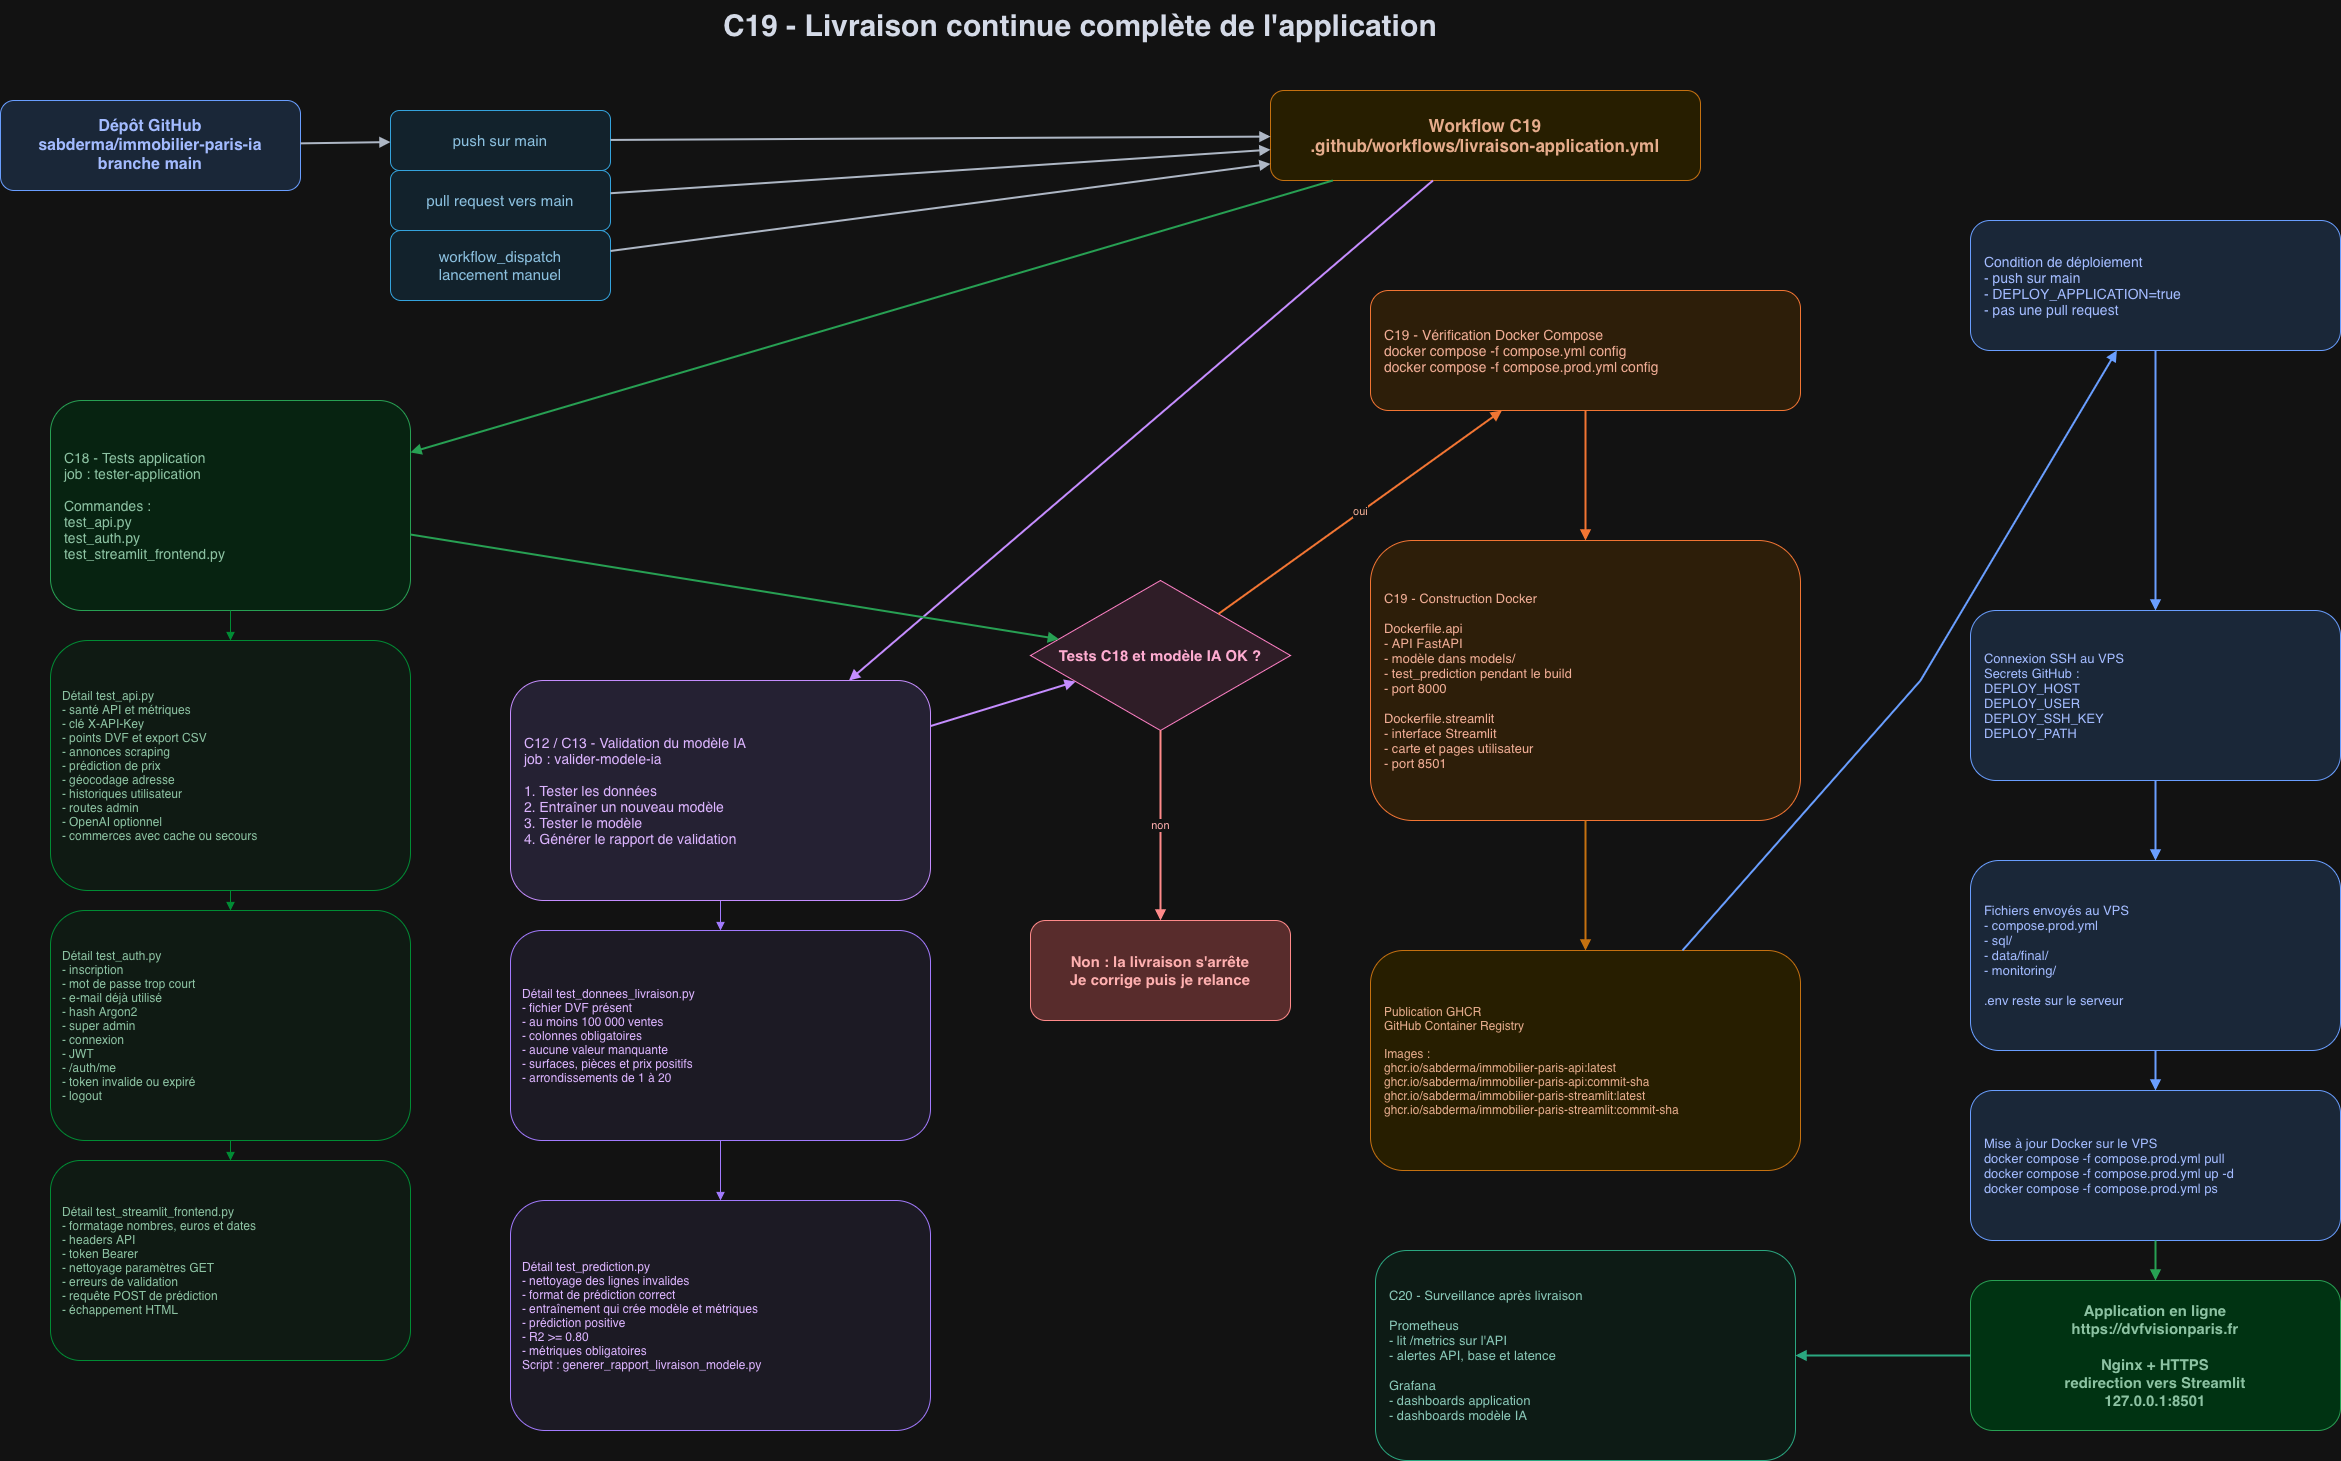 C19 - Livraison continue complète de l'application
Dépôt GitHub
sabderma/immobilier-paris-ia
branche main
push sur main
pull request vers main
workflow_dispatch
lancement manuel
Workflow C19
.github/workflows/livraison-application.yml
Condition de déploiement
- push sur main
- DEPLOY_APPLICATION=true
- pas une pull request
C19 - Vérification Docker Compose
docker compose -f compose.yml config
docker compose -f compose.prod.yml config
C18 - Tests application
job : tester-application
Commandes :
test_api.py
test_auth.py
test_streamlit_frontend.py
oui
Tests C18 et modèle IA OK ?
non
Non : la livraison s'arrête
Je corrige puis je relance
C19 - Construction Docker
Dockerfile.api
- API FastAPI
- modèle dans models/
- test_prediction pendant le build
- port 8000
Dockerfile.streamlit
- interface Streamlit
- carte et pages utilisateur
- port 8501
Connexion SSH au VPS
Secrets GitHub :
DEPLOY_HOST
DEPLOY_USER
DEPLOY_SSH_KEY
DEPLOY_PATH
Détail test_api.py
- santé API et métriques
- clé X-API-Key
- points DVF et export CSV
- annonces scraping
- prédiction de prix
- géocodage adresse
- historiques utilisateur
- routes admin
- OpenAI optionnel
- commerces avec cache ou secours
C12 / C13 - Validation du modèle IA
job : valider-modele-ia
1. Tester les données
2. Entraîner un nouveau modèle
3. Tester le modèle
4. Générer le rapport de validation
Fichiers envoyés au VPS
- compose.prod.yml
- sql/
- data/final/
- monitoring/
.env reste sur le serveur
Détail test_auth.py
- inscription
- mot de passe trop court
- e-mail déjà utilisé
- hash Argon2
- super admin
- connexion
- JWT
- /auth/me
- token invalide ou expiré
- logout
Détail test_donnees_livraison.py
- fichier DVF présent
- au moins 100 000 ventes
- colonnes obligatoires
- aucune valeur manquante
- surfaces, pièces et prix positifs
- arrondissements de 1 à 20
Publication GHCR
GitHub Container Registry
Images :
ghcr.io/sabderma/immobilier-paris-api:latest
ghcr.io/sabderma/immobilier-paris-api:commit-sha
ghcr.io/sabderma/immobilier-paris-streamlit:latest
ghcr.io/sabderma/immobilier-paris-streamlit:commit-sha
Mise à jour Docker sur le VPS
docker compose -f compose.prod.yml pull
docker compose -f compose.prod.yml up -d
docker compose -f compose.prod.yml ps
Détail test_streamlit_frontend.py
- formatage nombres, euros et dates
- headers API
- token Bearer
- nettoyage paramètres GET
- erreurs de validation
- requête POST de prédiction
- échappement HTML
Détail test_prediction.py
- nettoyage des lignes invalides
- format de prédiction correct
- entraînement qui crée modèle et métriques
- prédiction positive
- R2 >= 0.80
- métriques obligatoires
Script : generer_rapport_livraison_modele.py
C20 - Surveillance après livraison
Prometheus
- lit /metrics sur l'API
- alertes API, base et latence
Grafana
- dashboards application
- dashboards modèle IA
Application en ligne
https://dvfvisionparis.fr
Nginx + HTTPS
redirection vers Streamlit
127.0.0.1:8501